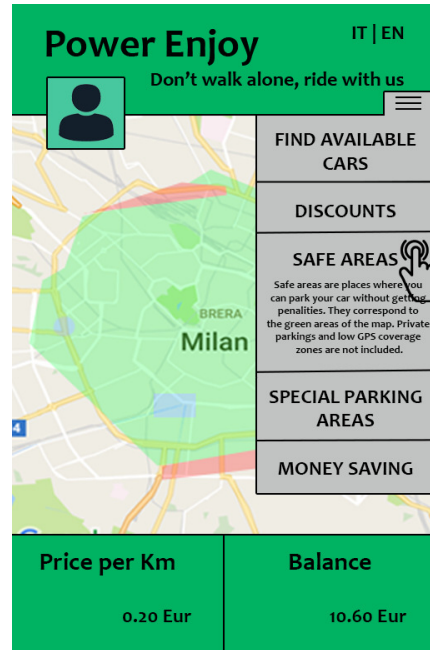 Power Enjoy
IT | EN
Don't walk alone, ride with us
FIND AVAILABLE
CARS
DISCOUNTS
SAFE AREAS
Safe areas are places where you
can park your car without getting
penalities. They correspond to
the green areas of the map. Private
parkings and low GPS coverage
zones are not included.
SPECIAL PARKING
AREAS
MONEY SAVING
BRERA
Milan
4
Price per Km
Balance
0.20 Eur
10.60 Eur